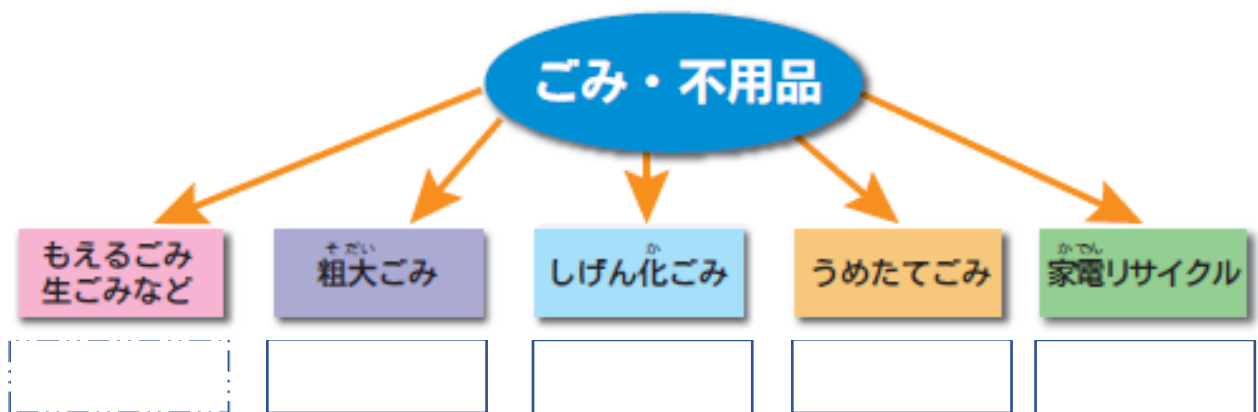 ごみ・不用品
もえるごみ
生ごみなど
そだい
粗大ごみ
か
しげん化ごみ
うめたてごみ
かでん
家電リサイクル